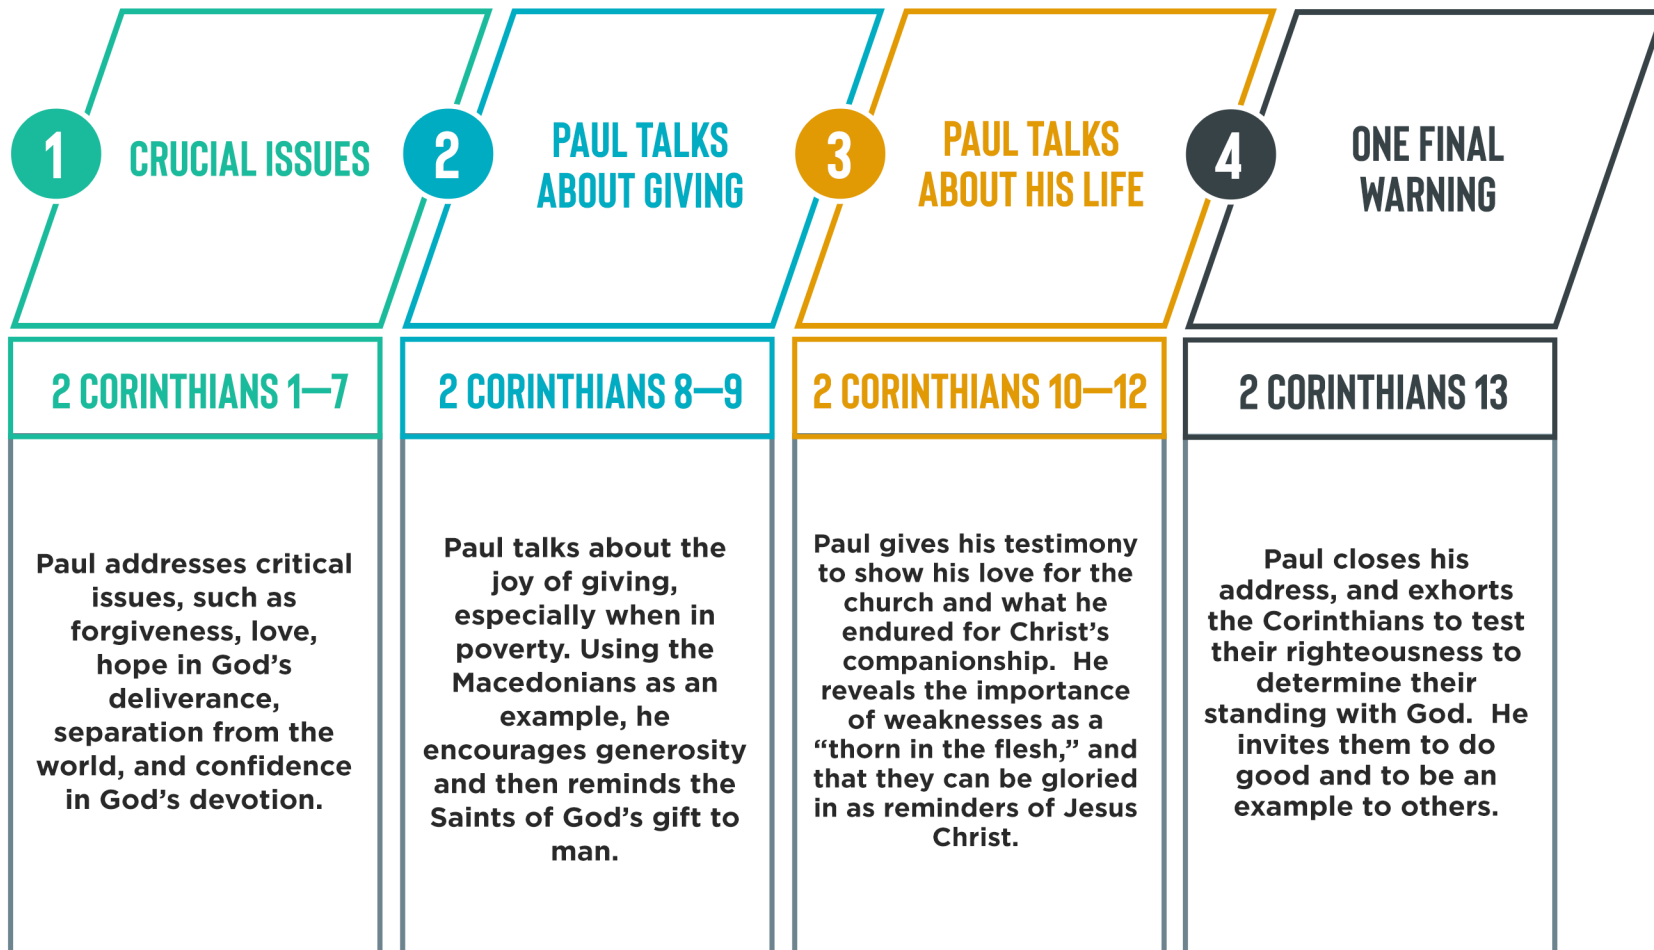 1
CRUCIAL ISSUES
2 CORINTHIANS 1—7
Paul addresses critical
issues, such as
forgiveness, love,
hope in God’s
deliverance,
separation from the
world, and confidence
in God’s devotion.
2
PAUL TALKS
ABOUT GIVING
2 CORINTHIANS 8—9
Paul talks about the
joy of giving,
especially when in
poverty. Using the
Macedonians as an
example, he
encourages generosity
and then reminds the
Saints of God’s gift to
man.
3
PAUL TALKS
ABOUT HIS LIFE
2 CORINTHIANS 10—12
Paul gives his testimony
to show his love for the
church and what he
endured for Christ’s
companionship.  He
reveals the importance
of weaknesses as a
“thorn in the flesh,” and
that they can be gloried
in as reminders of Jesus
Christ.
4
ONE FINAL
WARNING
2 CORINTHIANS 13
Paul closes his
address, and exhorts
the Corinthians to test
their righteousness to
determine their
standing with God.  He
invites them to do
good and to be an
example to others.